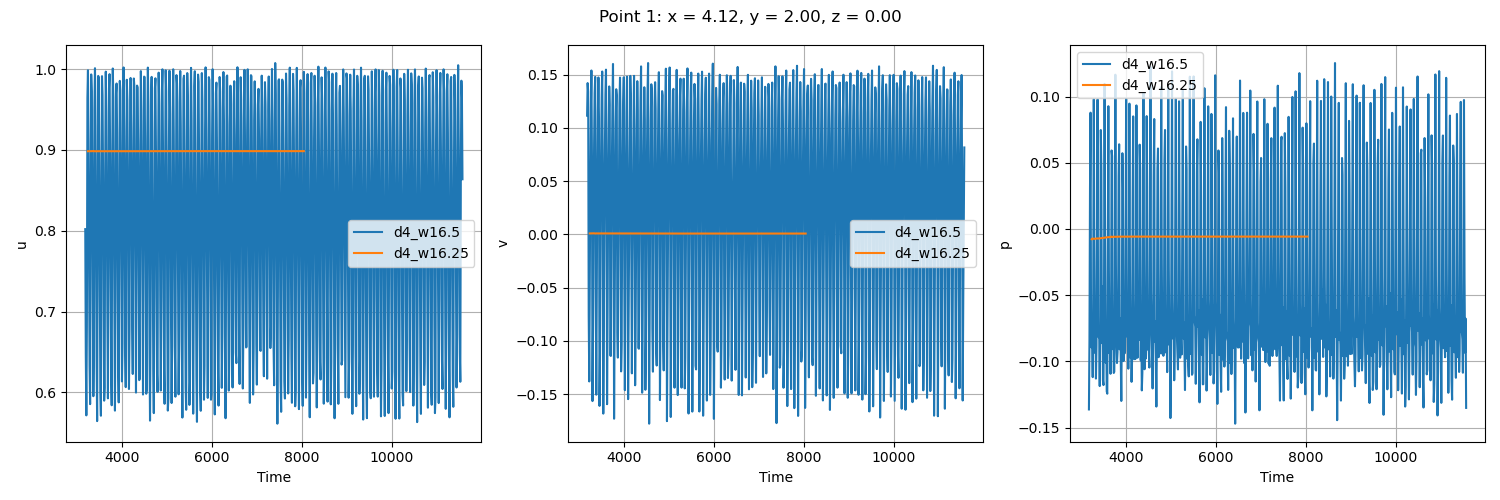 Point 1: x = 4.12, y = 2.00, z = 0.00
u
1.0
0.9
0.8
0.7
0.6
d4_w16.5
d4_w16.25
4000 6000 8000 10000
Time
v
0.15
0.10
0.05
0.00
−0.05
−0.10
−0.15
d4_w16.5
d4_w16.25
4000 6000 8000 10000
Time
p
0.10
0.05
0.00
−0.05
−0.10
−0.15
d4_w16.5
d4_w16.25
4000 6000 8000 10000
Time